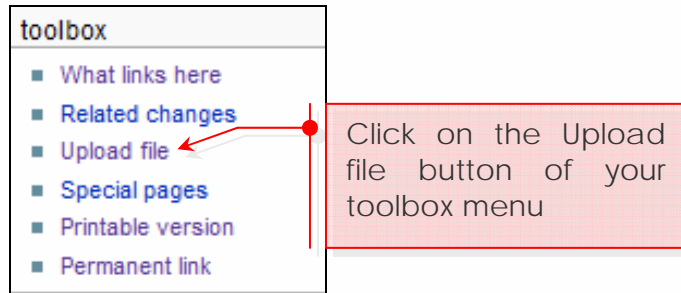 toolbox
What links here
Related changes
Upload file
Special pages
Printable version
Permanent link
Click on the Upload
file button of your
toolbox menu